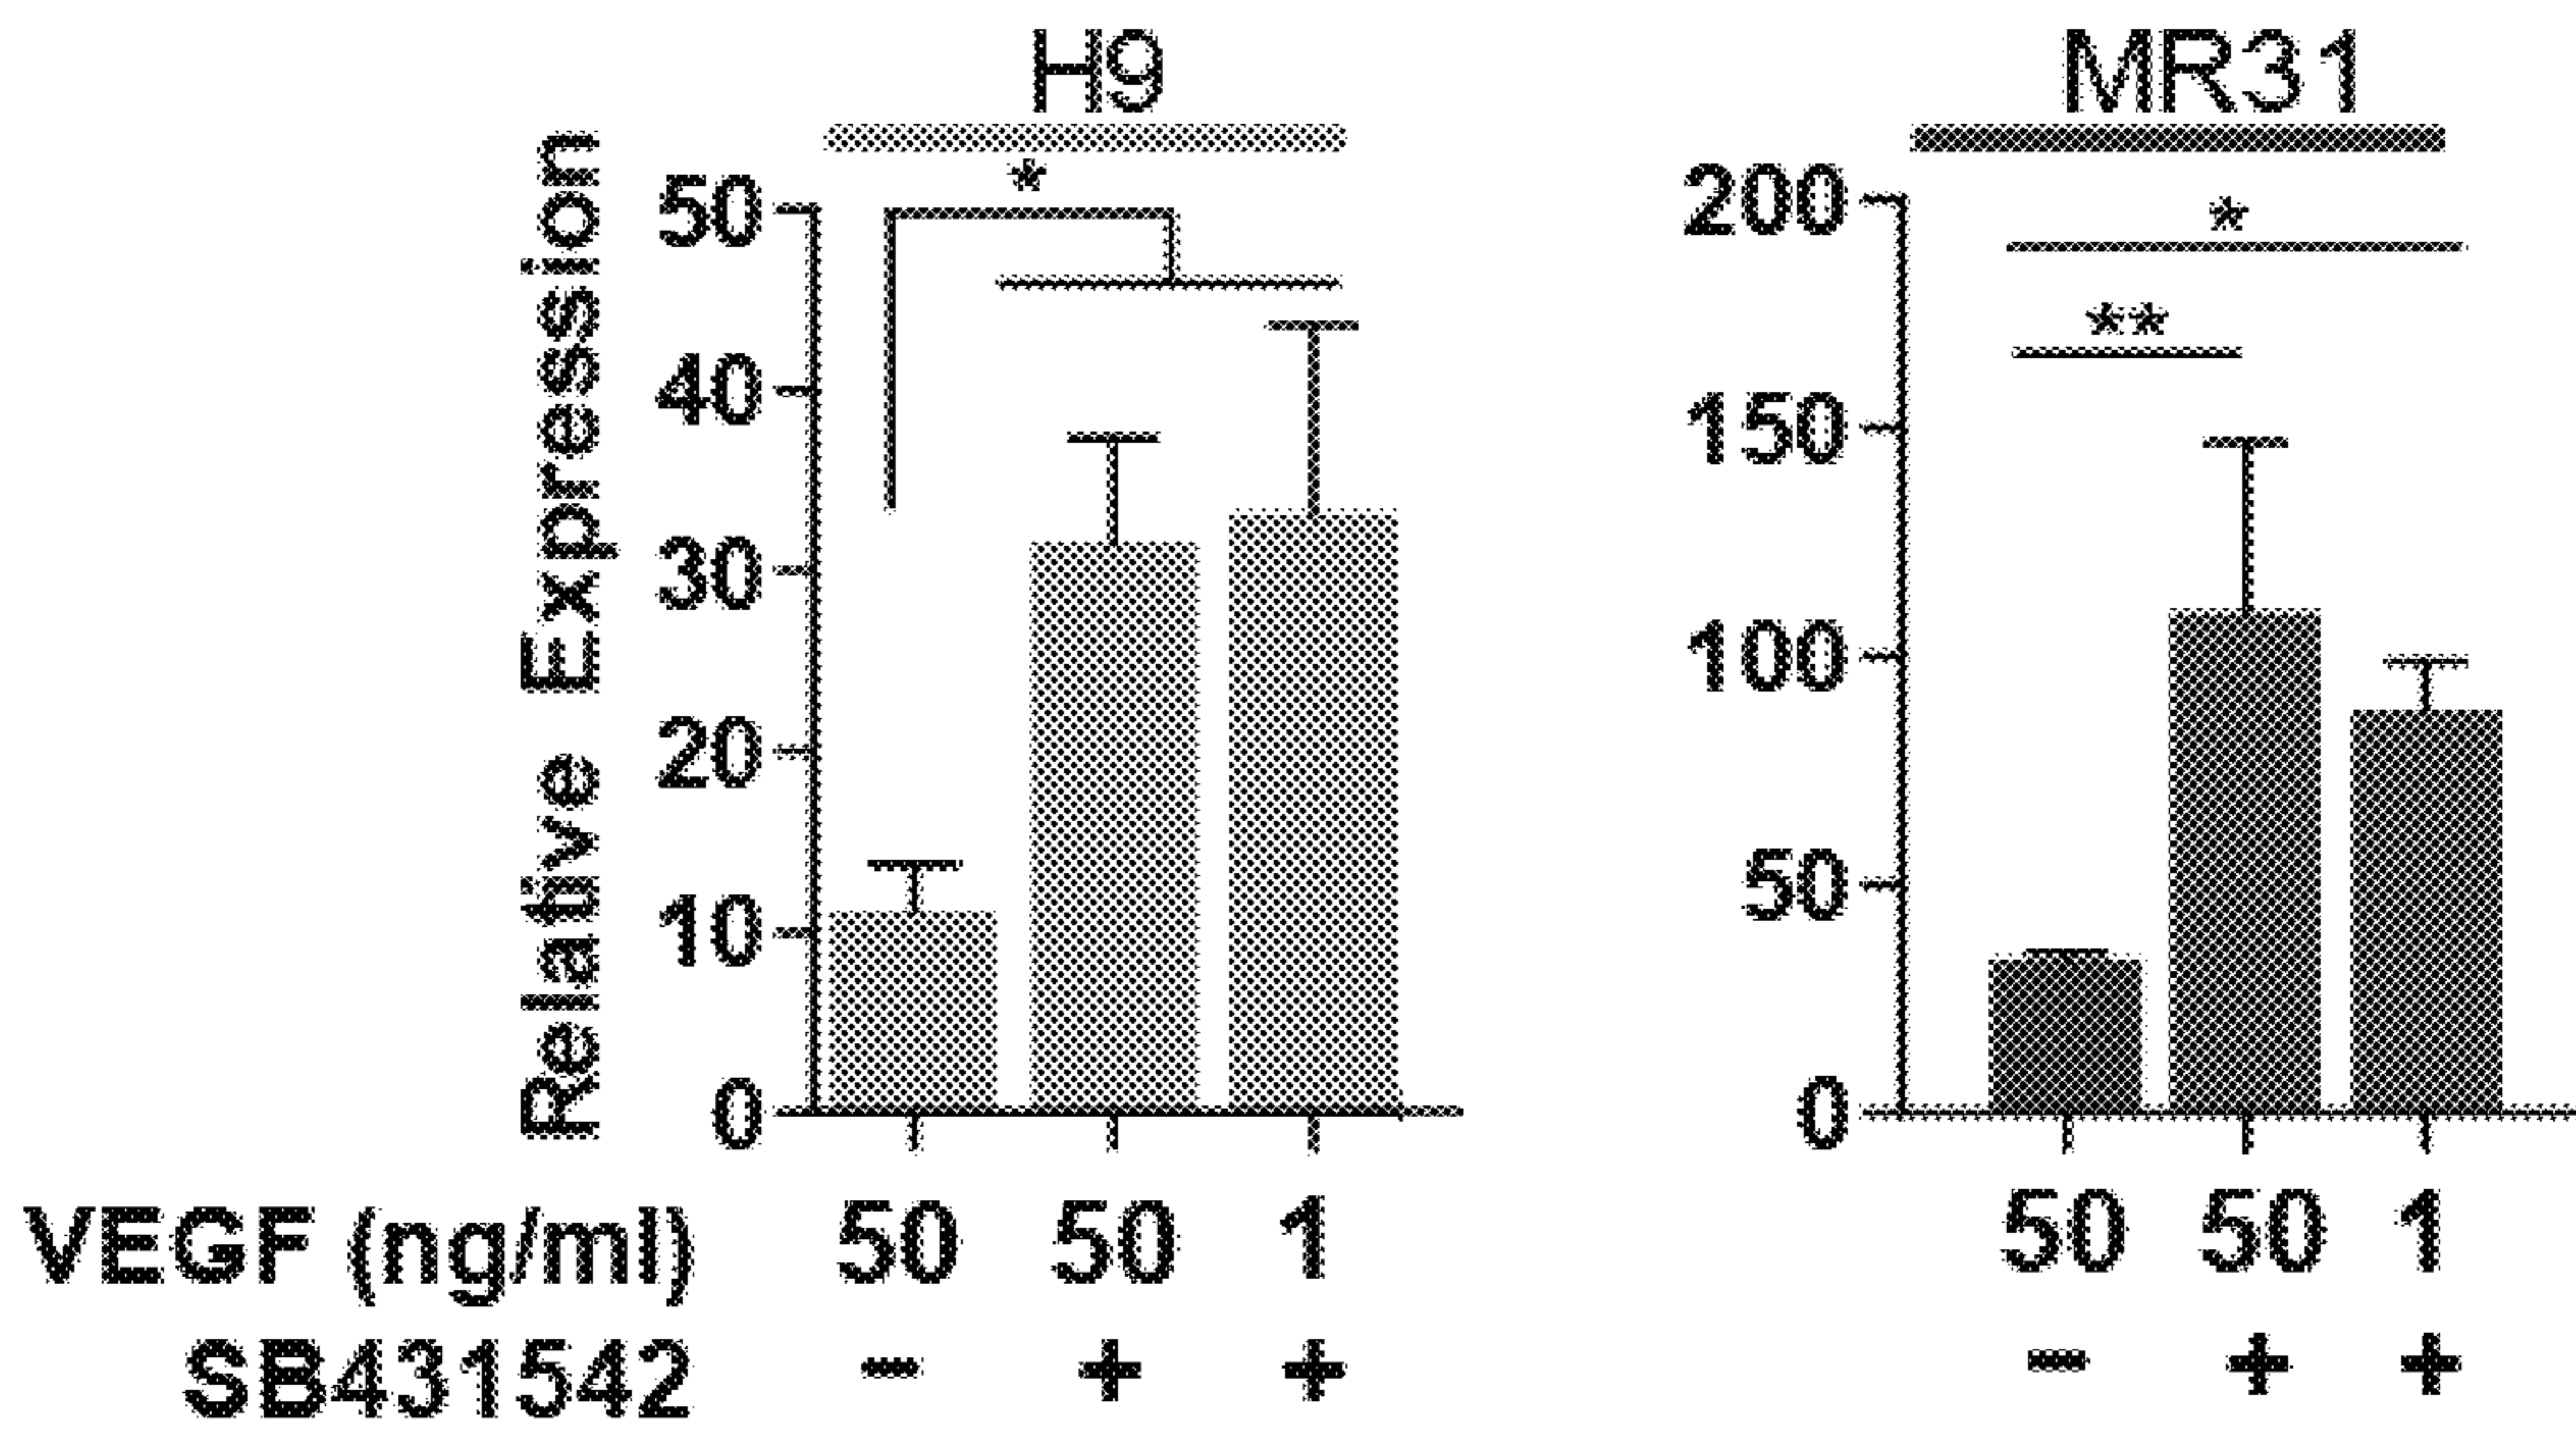 H9 MR31
* *
**
Relative Expression
50 200
40 150
30 100
20 50
10 0
0
VEGF (ng/ml) 50 50 1 50 50 1
SB431542 - + + - + +